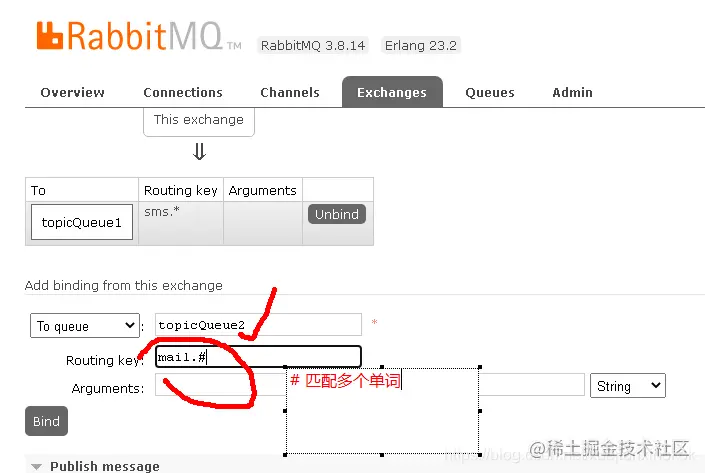 RabbitMQ TM RabbitMQ 3.8.14 Erlang 23.2
Overview Connections Channels Exchanges Queues Admin
This exchange
⇓
To Routing key Arguments
topicQueue1 sms.* Unbind
Add binding from this exchange
To queue : topicQueue2 *
Routing key: mail.#
# 匹配多个单词
Arguments: String
Bind
Publish message
@稀土掘金技术社区